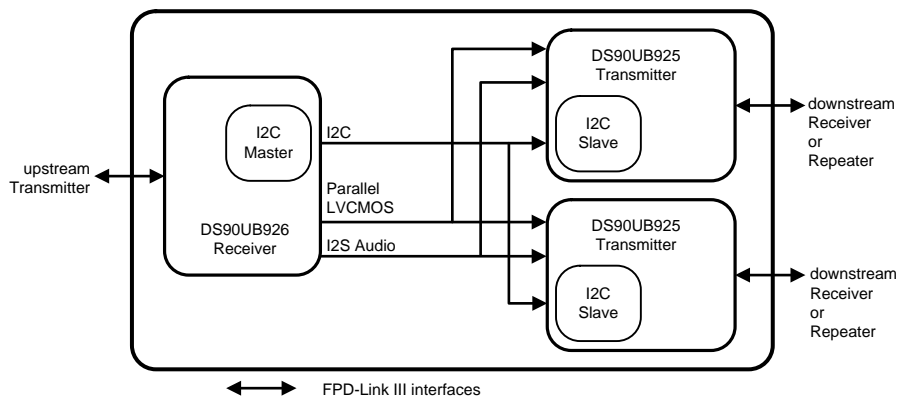 upstream
Transmitter
I2C
Master
DS90UB926
Receiver
I2C
Parallel
LVCMOS
I2S Audio
DS90UB925
Transmitter
I2C
Slave
downstream
Receiver
or
Repeater
DS90UB925
Transmitter
I2C
Slave
downstream
Receiver
or
Repeater
FPD-Link III interfaces